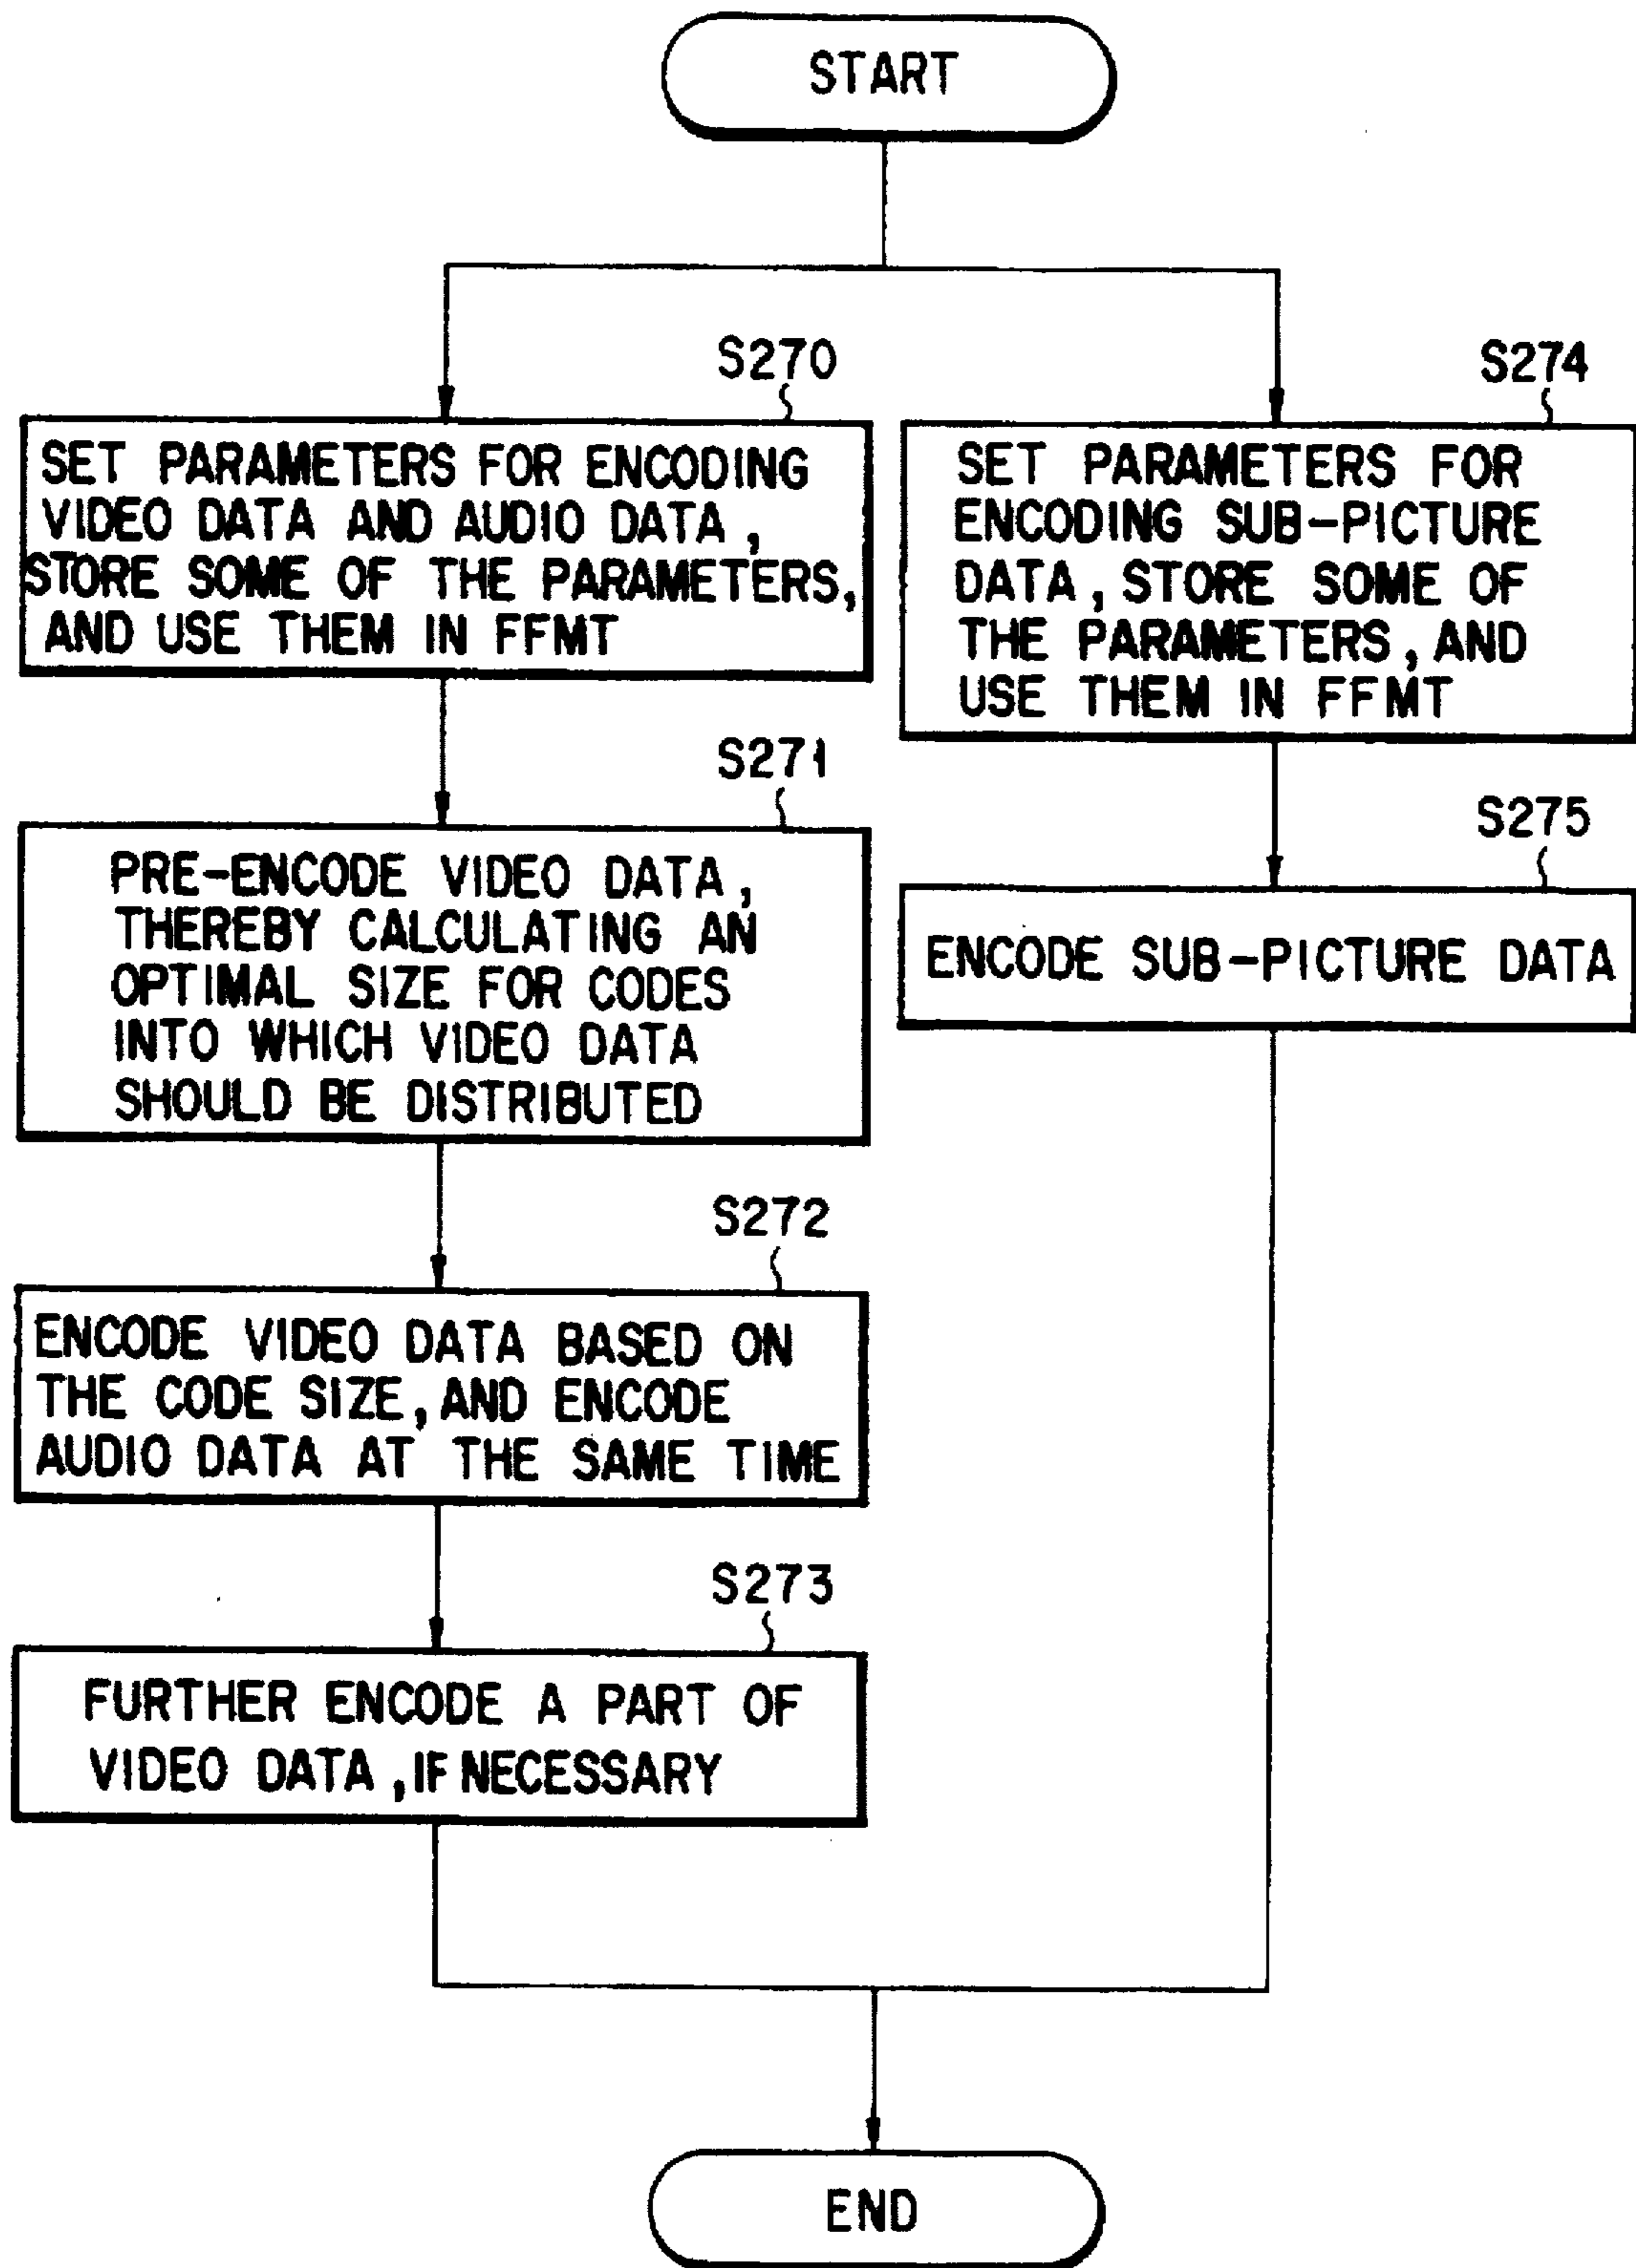 START
S270
SET PARAMETERS FOR ENCODING
VIDEO DATA AND AUDIO DATA,
STORE SOME OF THE PARAMETERS,
AND USE THEM IN FFMT
S271
PRE-ENCODE VIDEO DATA,
THEREBY CALCULATING AN
OPTIMAL SIZE FOR CODES
INTO WHICH VIDEO DATA
SHOULD BE DISTRIBUTED
S272
ENCODE VIDEO DATA BASED ON
THE CODE SIZE, AND ENCODE
AUDIO DATA AT THE SAME TIME
S273
FURTHER ENCODE A PART OF
VIDEO DATA, IF NECESSARY
S274
SET PARAMETERS FOR
ENCODING SUB-PICTURE
DATA, STORE SOME OF
THE PARAMETERS, AND
USE THEM IN FFMT
S275
ENCODE SUB-PICTURE DATA
END